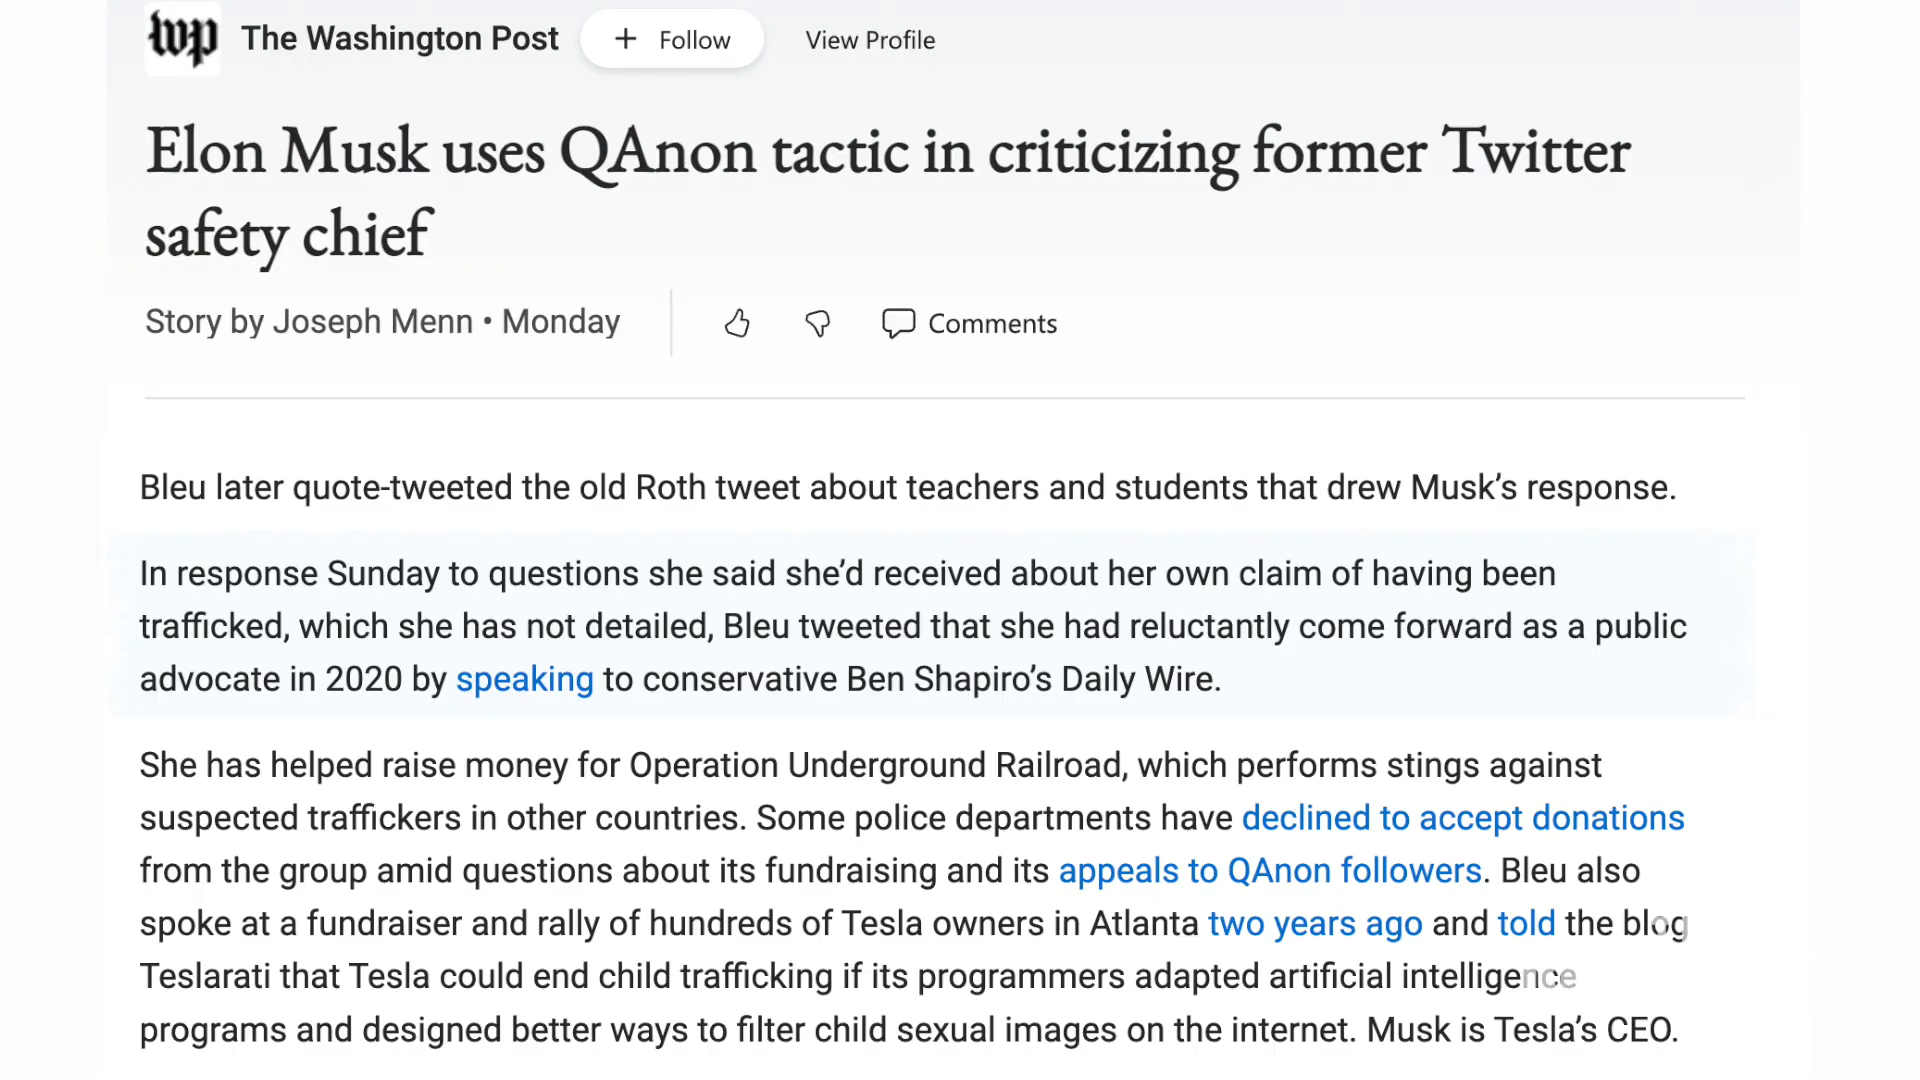 wp The Washington Post + Follow View Profile
Elon Musk uses QAnon tactic in criticizing former Twitter
safety chief
Story by Joseph Menn • Monday Comments
Bleu later quote-tweeted the old Roth tweet about teachers and students that drew Musk’s response.
In response Sunday to questions she said she’d received about her own claim of having been
trafficked, which she has not detailed, Bleu tweeted that she had reluctantly come forward as a public
advocate in 2020 by speaking to conservative Ben Shapiro’s Daily Wire.
She has helped raise money for Operation Underground Railroad, which performs stings against
suspected traffickers in other countries. Some police departments have declined to accept donations
from the group amid questions about its fundraising and its appeals to QAnon followers. Bleu also
spoke at a fundraiser and rally of hundreds of Tesla owners in Atlanta two years ago and told the blog
Teslarati that Tesla could end child trafficking if its programmers adapted artificial intelligence
programs and designed better ways to filter child sexual images on the internet. Musk is Tesla’s CEO.